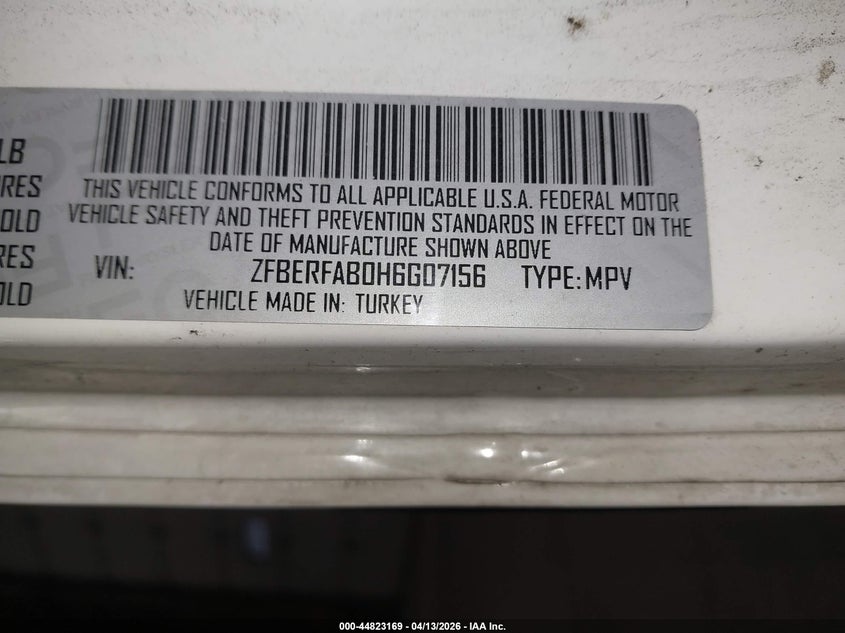 LB
RES
OLD
RES
OLD
THIS VEHICLE CONFORMS TO ALL APPLICABLE U.S.A. FEDERAL MOTOR
VEHICLE SAFETY AND THEFT PREVENTION STANDARDS IN EFFECT ON THE
DATE OF MANUFACTURE SHOWN ABOVE
VIN: ZFBERFAB0H6G07156 TYPE: MPV
VEHICLE MADE IN: TURKEY
000-44823169 - 04/13/2026 - IAA Inc.